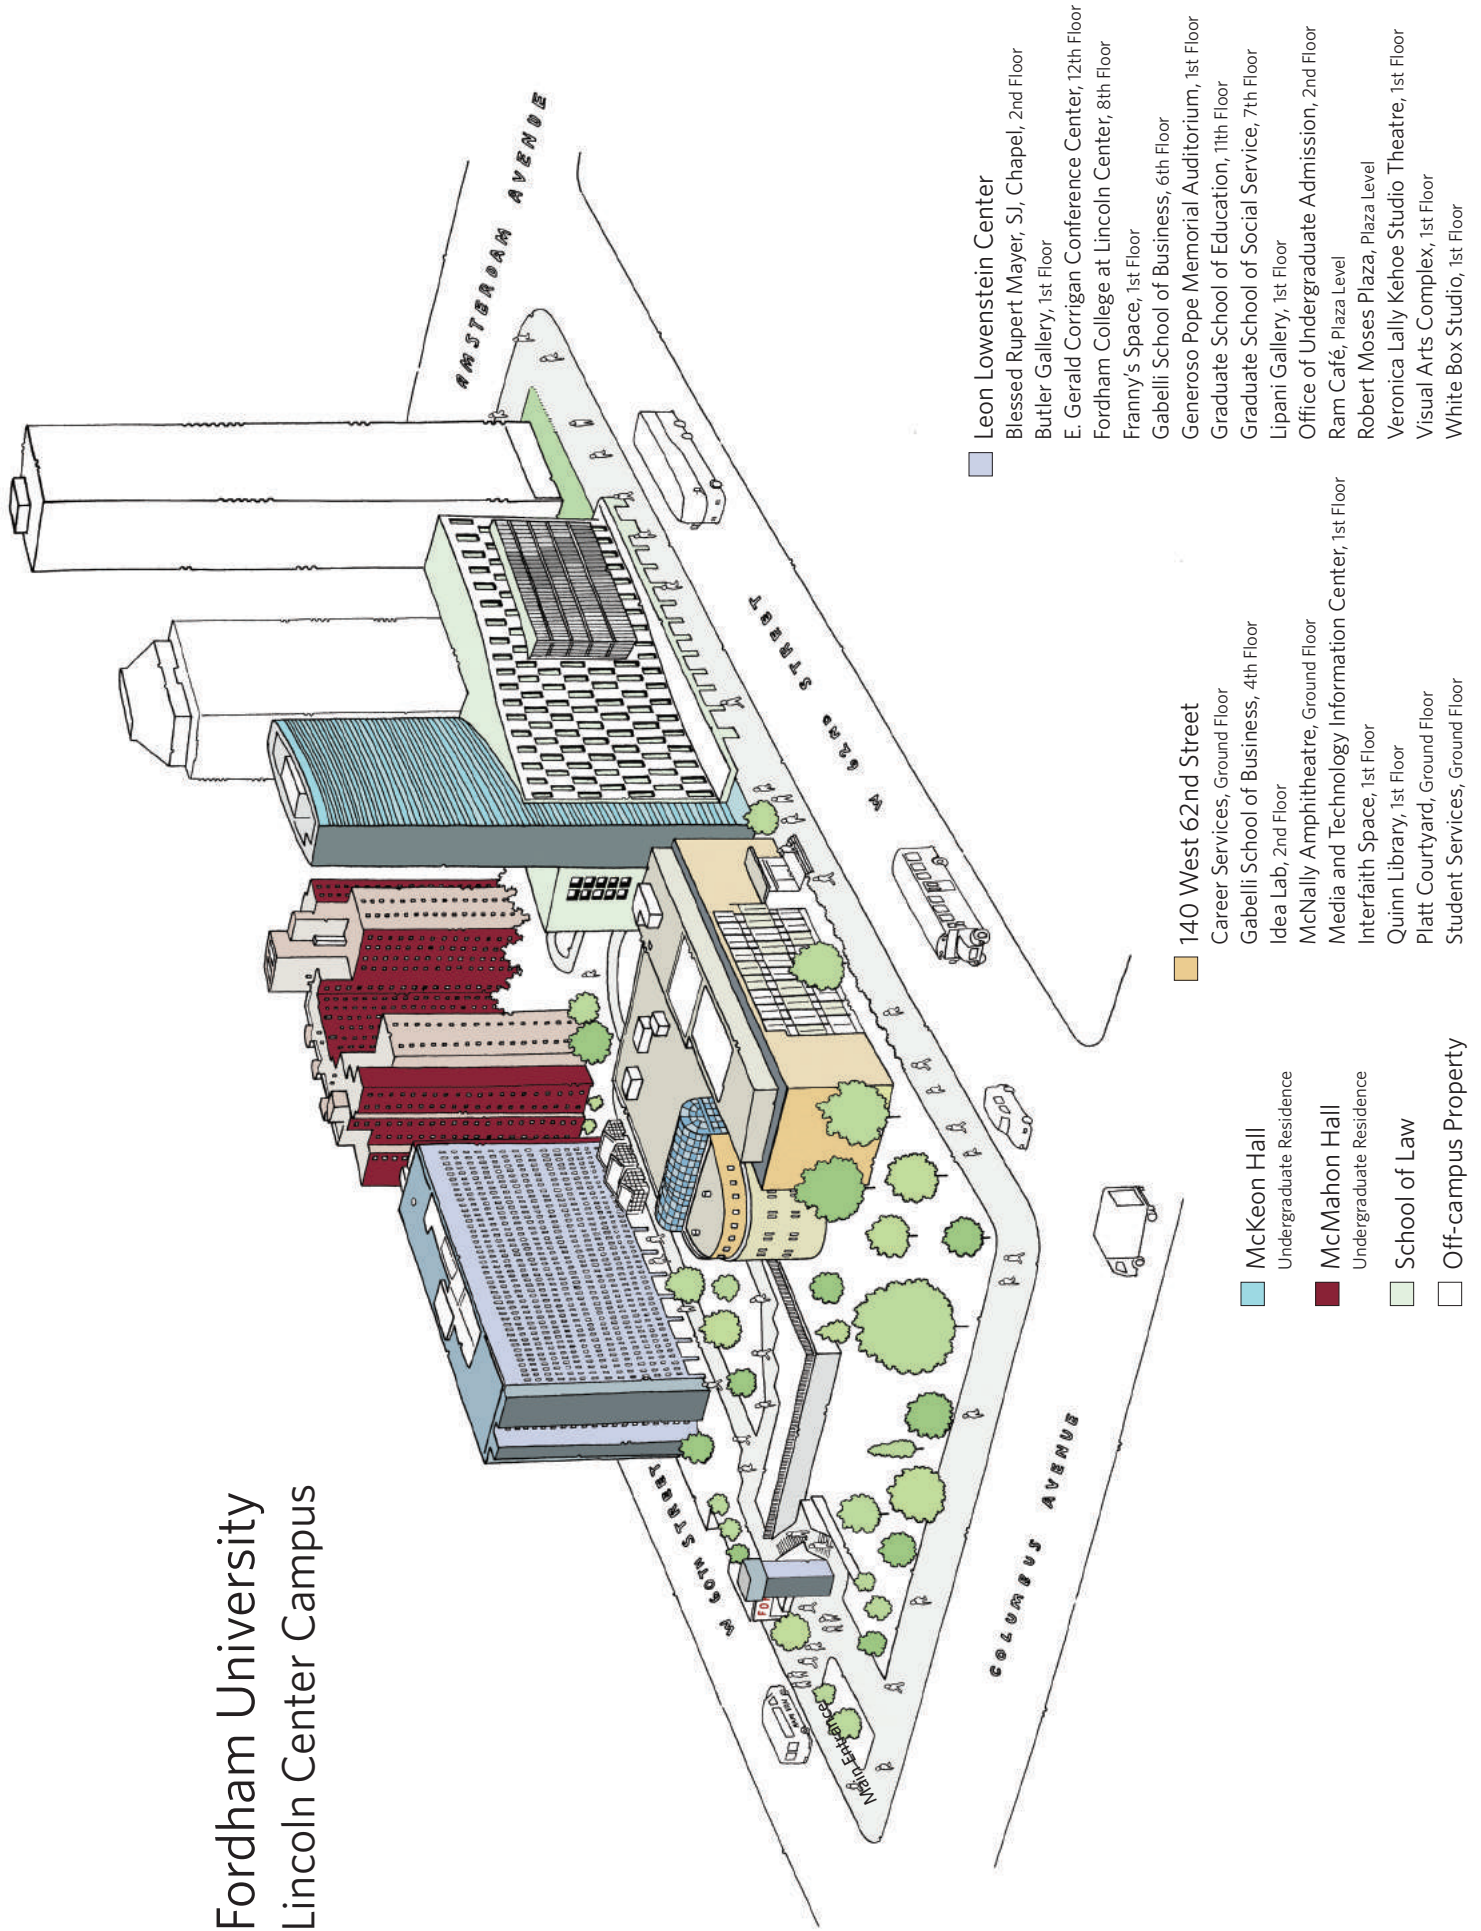 Fordham University
Lincoln Center Campus
AMSTERDAM AVENUE
W 62ND STREET
W 60TH STREET
COLUMBUS AVENUE
Main Entrance
FOR
RAM VAN
McKeon Hall
Undergraduate Residence
McMahon Hall
Undergraduate Residence
School of Law
Off-campus Property
140 West 62nd Street
Career Services, Ground Floor
Gabelli School of Business, 4th Floor
Idea Lab, 2nd Floor
McNally Amphitheatre, Ground Floor
Media and Technology Information Center, 1st Floor
Interfaith Space, 1st Floor
Quinn Library, 1st Floor
Platt Courtyard, Ground Floor
Student Services, Ground Floor
Leon Lowenstein Center
Blessed Rupert Mayer, SJ, Chapel, 2nd Floor
Butler Gallery, 1st Floor
E. Gerald Corrigan Conference Center, 12th Floor
Fordham College at Lincoln Center, 8th Floor
Franny's Space, 1st Floor
Gabelli School of Business, 6th Floor
Generoso Pope Memorial Auditorium, 1st Floor
Graduate School of Education, 11th Floor
Graduate School of Social Service, 7th Floor
Lipani Gallery, 1st Floor
Office of Undergraduate Admission, 2nd Floor
Ram Café, Plaza Level
Robert Moses Plaza, Plaza Level
Veronica Lally Kehoe Studio Theatre, 1st Floor
Visual Arts Complex, 1st Floor
White Box Studio, 1st Floor